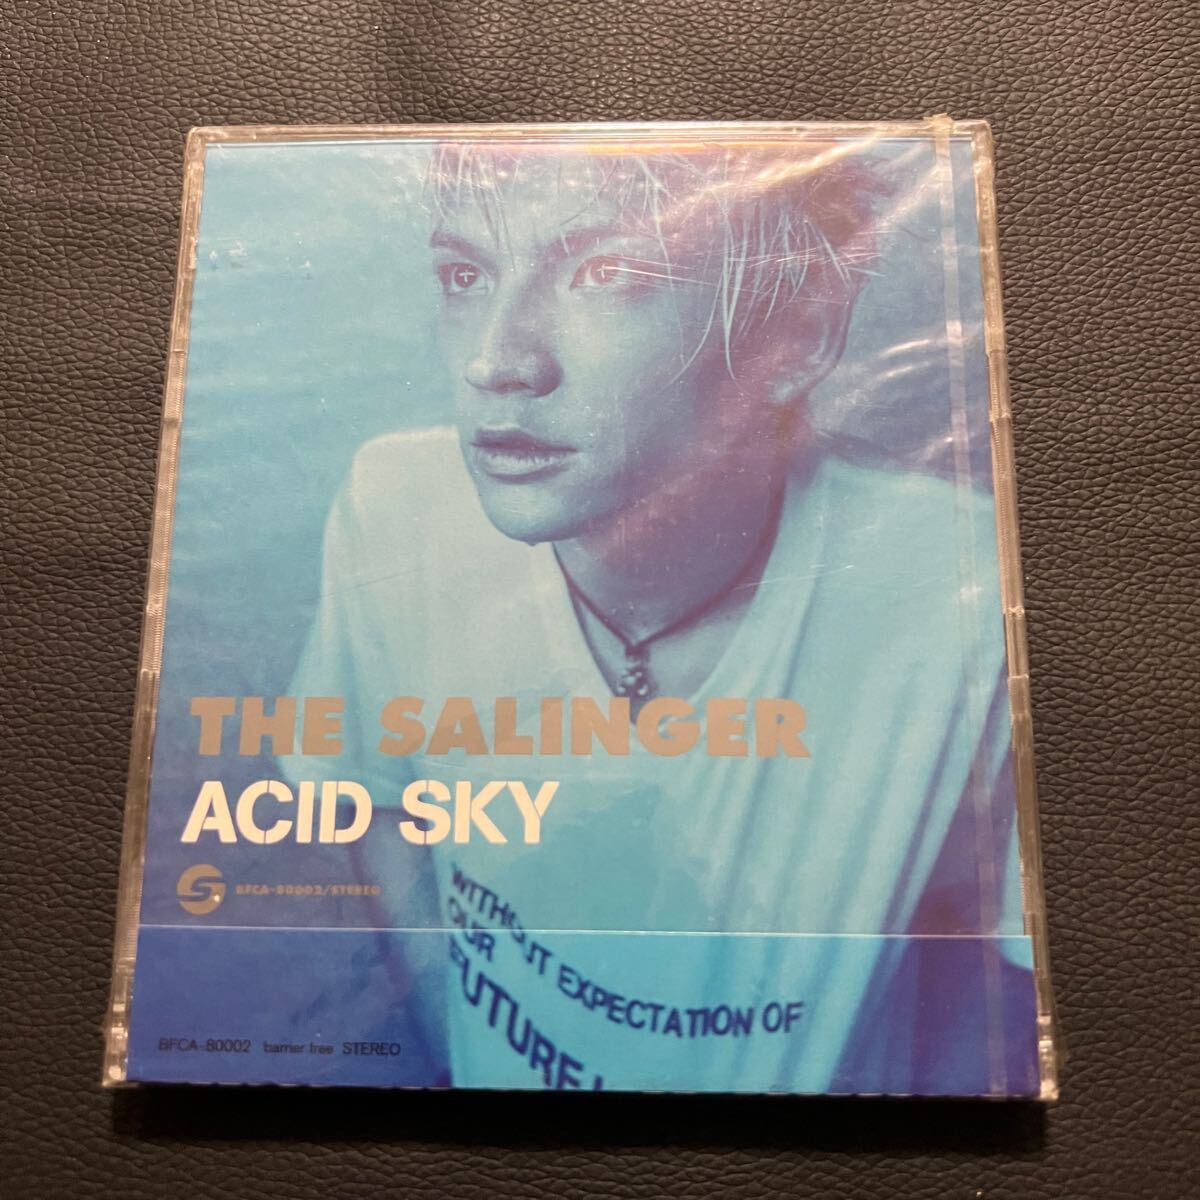 THE SALINGER
ACID SKY
BFCA-80002/STEREO
WITHOUT EXPECTATION OF
OUR
FUTURE
BFCA-80002 barrier free STEREO